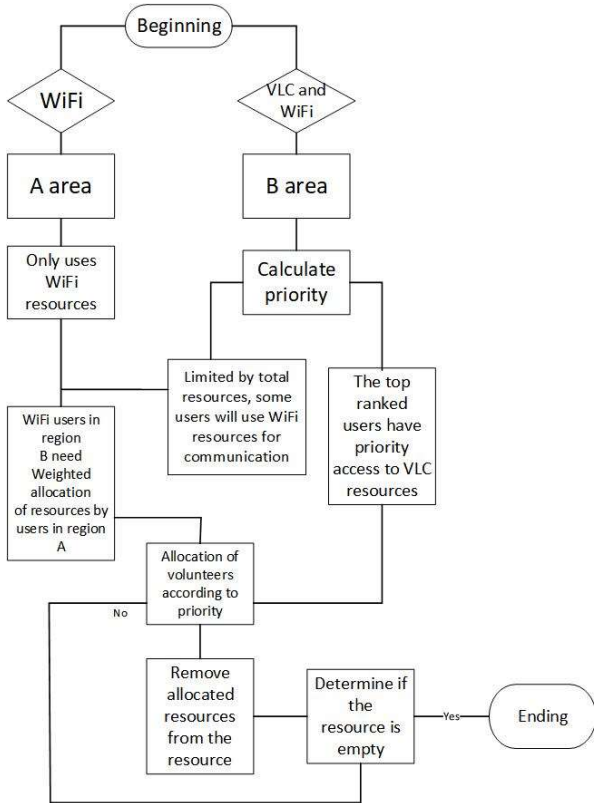 Beginning
WiFi
VLC and
WiFi
A area
B area
Only uses
WiFi
resources
Calculate
priority
Limited by total
resources, some
users will use WiFi
resources for
communication
The top
ranked
users have
priority
access to VLC
resources
WiFi users in
region
B need
Weighted
allocation
of resources by
users in region
A
Allocation of
volunteers
according to
priority
No
Remove
allocated
resources
from the
resource
Determine if
the
resource is
empty
Yes
Ending